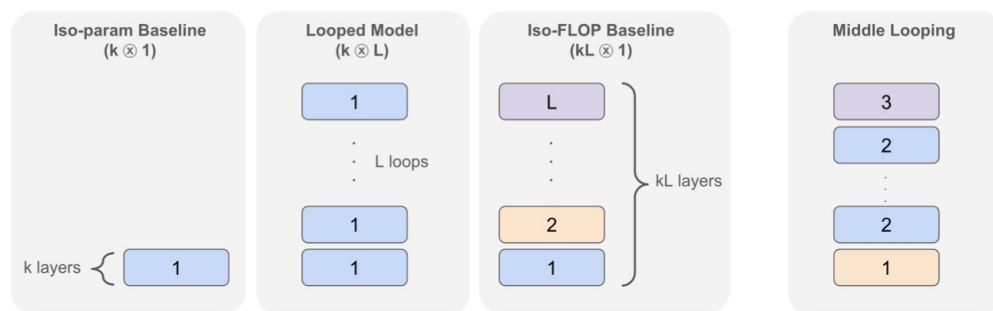 Iso-param Baseline
(k ⊗ 1)
k layers
1
Looped Model
(k ⊗ L)
1
L loops
1
1
Iso-FLOP Baseline
(kL ⊗ 1)
L
2
1
kL layers
Middle Looping
3
2
2
1